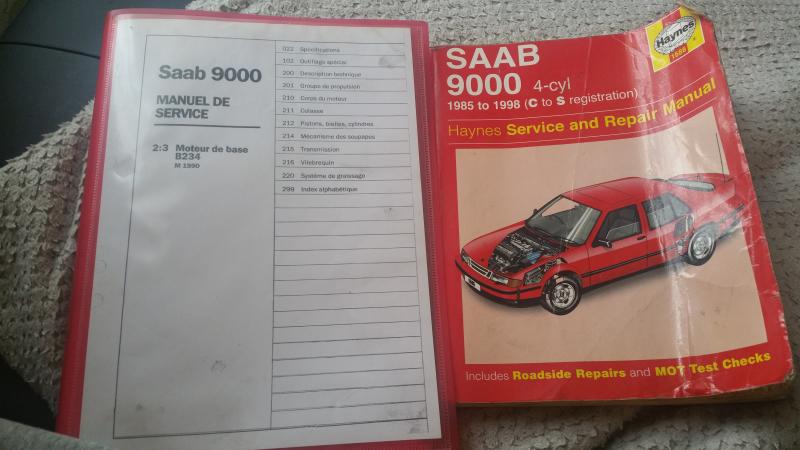 Saab 9000
MANUEL DE
SERVICE
2:3 Moteur de base
B234
M 1990
022 Spécifications
102 Outillage spécial
200 Description technique
201 Groupe de propulsion
210 Corps du moteur
211 Culasse
212 Pistons, bielles, cylindres
214 Mécanisme des soupapes
215 Transmission
216 Vilebrequin
220 Système de graissage
299 Index alphabétique
Haynes
1686
SAAB
9000 4-cyl
1985 to 1998 (C to S registration)
Haynes Service and Repair Manual
Includes Roadside Repairs and MOT Test Checks